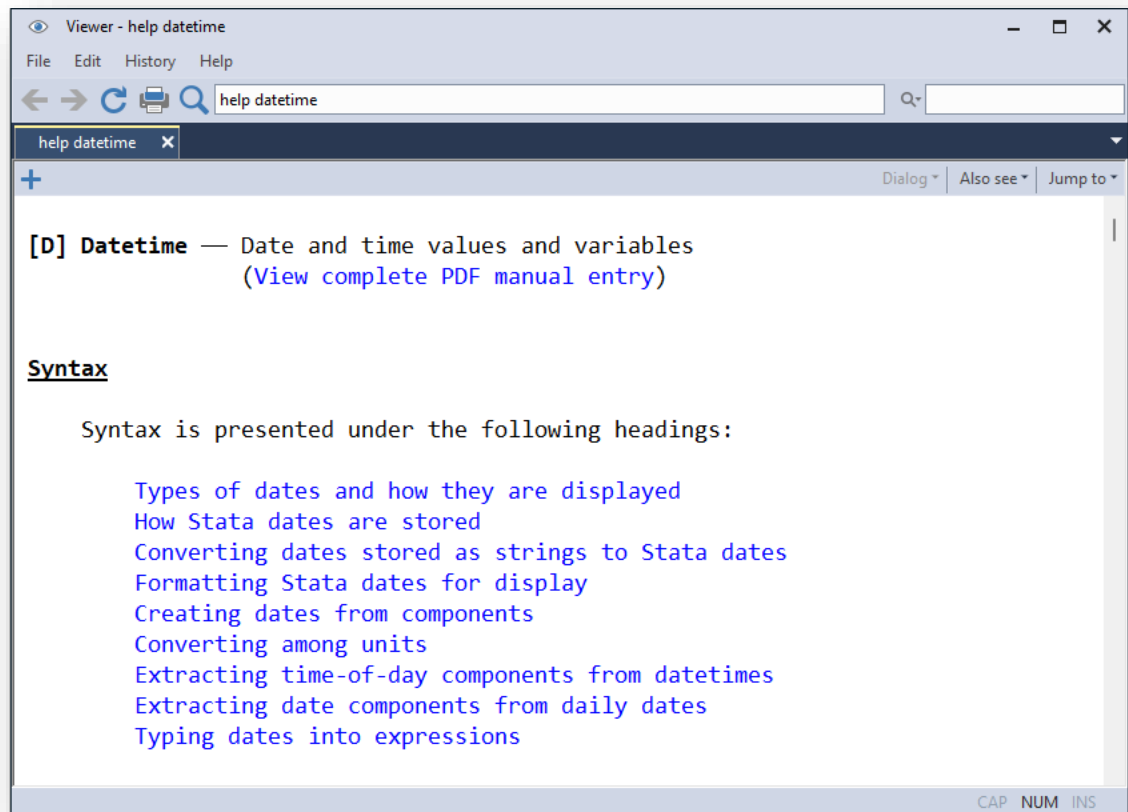 Viewer - help datetime
File Edit History Help
help datetime
help datetime
Dialog Also see Jump to
[D] Datetime — Date and time values and variables
(View complete PDF manual entry)
Syntax
Syntax is presented under the following headings:
Types of dates and how they are displayed
How Stata dates are stored
Converting dates stored as strings to Stata dates
Formatting Stata dates for display
Creating dates from components
Converting among units
Extracting time-of-day components from datetimes
Extracting date components from daily dates
Typing dates into expressions
CAP NUM INS